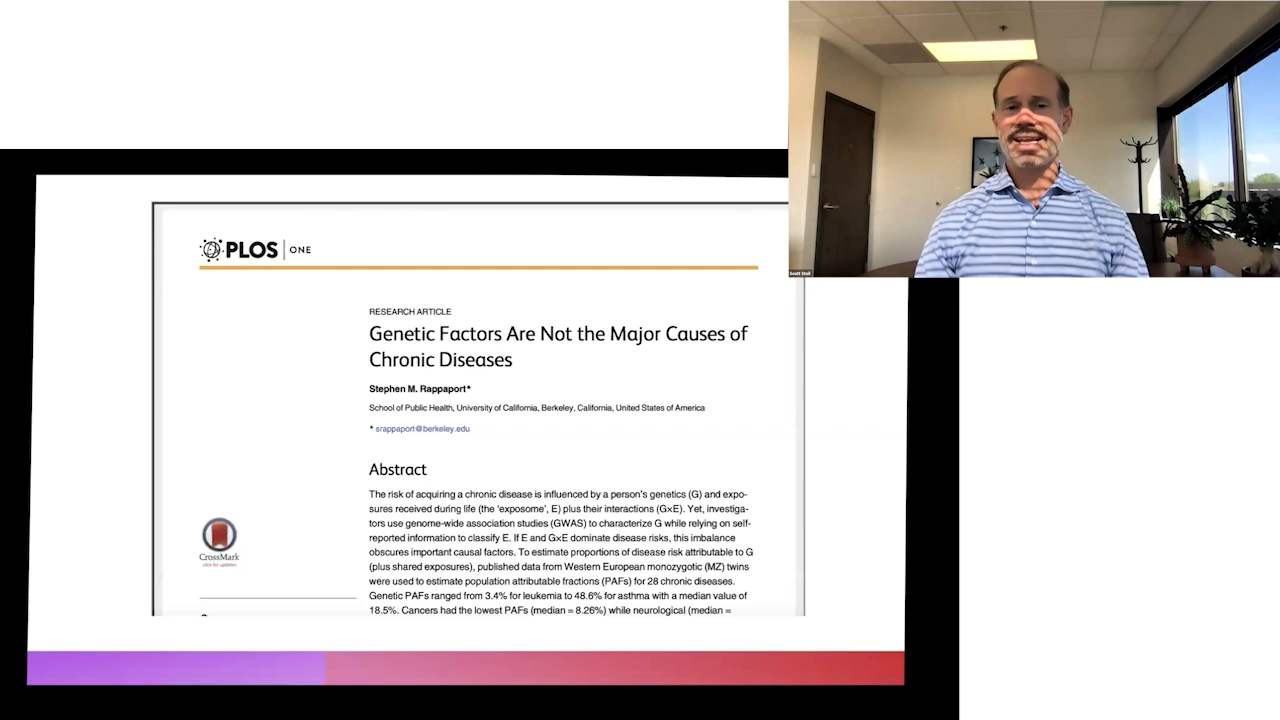 Scott Stoll
PLOS ONE
RESEARCH ARTICLE
Genetic Factors Are Not the Major Causes of
Chronic Diseases
Stephen M. Rappaport*
School of Public Health, University of California, Berkeley, California, United States of America
* srappaport@berkeley.edu
Abstract
The risk of acquiring a chronic disease is influenced by a person's genetics (G) and expo-
sures received during life (the 'exposome', E) plus their interactions (G×E). Yet, investiga-
tors use genome-wide association studies (GWAS) to characterize G while relying on self-
reported information to classify E. If E and G×E dominate disease risks, this imbalance
obscures important causal factors. To estimate proportions of disease risk attributable to G
(plus shared exposures), published data from Western European monozygotic (MZ) twins
were used to estimate population attributable fractions (PAFs) for 28 chronic diseases.
Genetic PAFs ranged from 3.4% for leukemia to 48.6% for asthma with a median value of
18.5%. Cancers had the lowest PAFs (median = 8.26%) while neurological (median =
CrossMark
click for updates